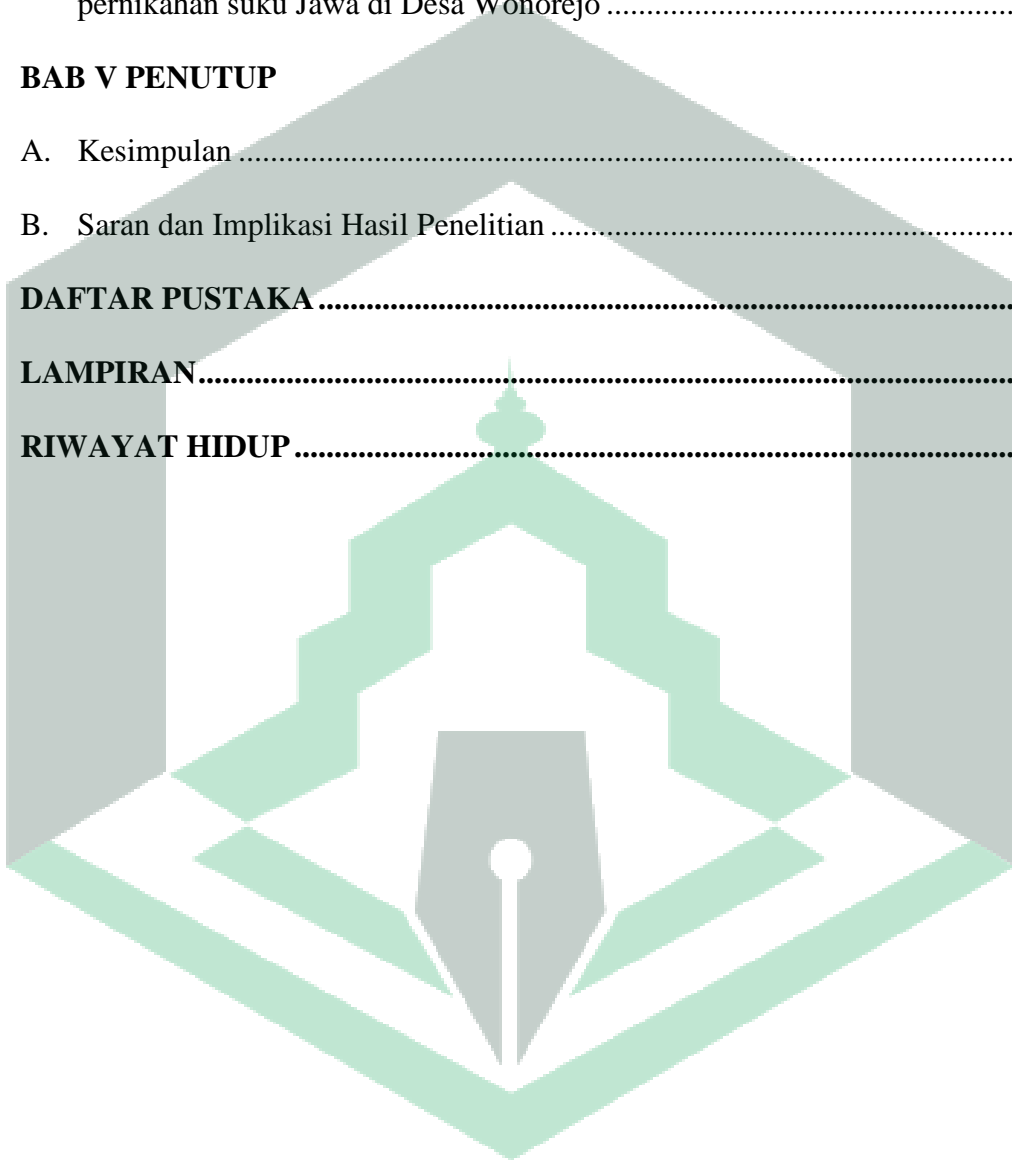 pernikahan suku Jawa di Desa Wonorejo ....................................................
BAB V PENUTUP
A. Kesimpulan ....................................................................................................
B. Saran dan Implikasi Hasil Penelitian ............................................................
DAFTAR PUSTAKA .........................................................................................
LAMPIRAN.........................................................................................................
RIWAYAT HIDUP ............................................................................................